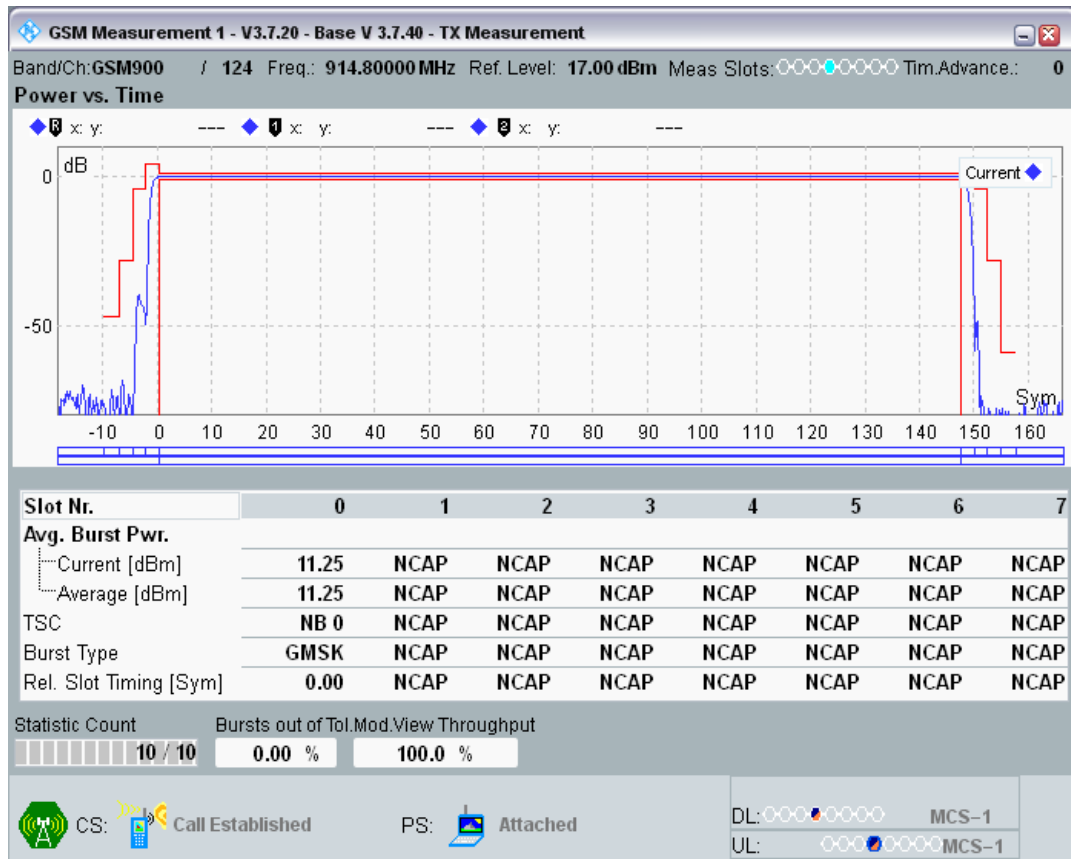 GSM Measurement 1 - V3.7.20 - Base V 3.7.40 - TX Measurement
Band/Ch:GSM900 / 124 Freq.: 914.80000 MHz Ref. Level: 17.00 dBm Meas Slots: Tim.Advance.: 0
Power vs. Time
R x: y: --- 1 x: y: --- 2 x: y: ---
dB
Current
0
-50
Sym
-10 0 10 20 30 40 50 60 70 80 90 100 110 120 130 140 150 160
Slot Nr. 0 1 2 3 4 5 6 7
Avg. Burst Pwr.
Current [dBm] 11.25 NCAP NCAP NCAP NCAP NCAP NCAP NCAP
Average [dBm] 11.25 NCAP NCAP NCAP NCAP NCAP NCAP NCAP
TSC NB 0 NCAP NCAP NCAP NCAP NCAP NCAP NCAP
Burst Type GMSK NCAP NCAP NCAP NCAP NCAP NCAP NCAP
Rel. Slot Timing [Sym] 0.00 NCAP NCAP NCAP NCAP NCAP NCAP NCAP
Statistic Count Bursts out of Tol.Mod.View Throughput
10 / 10 0.00 % 100.0 %
CS: Call Established PS: Attached
DL: MCS-1
UL: MCS-1